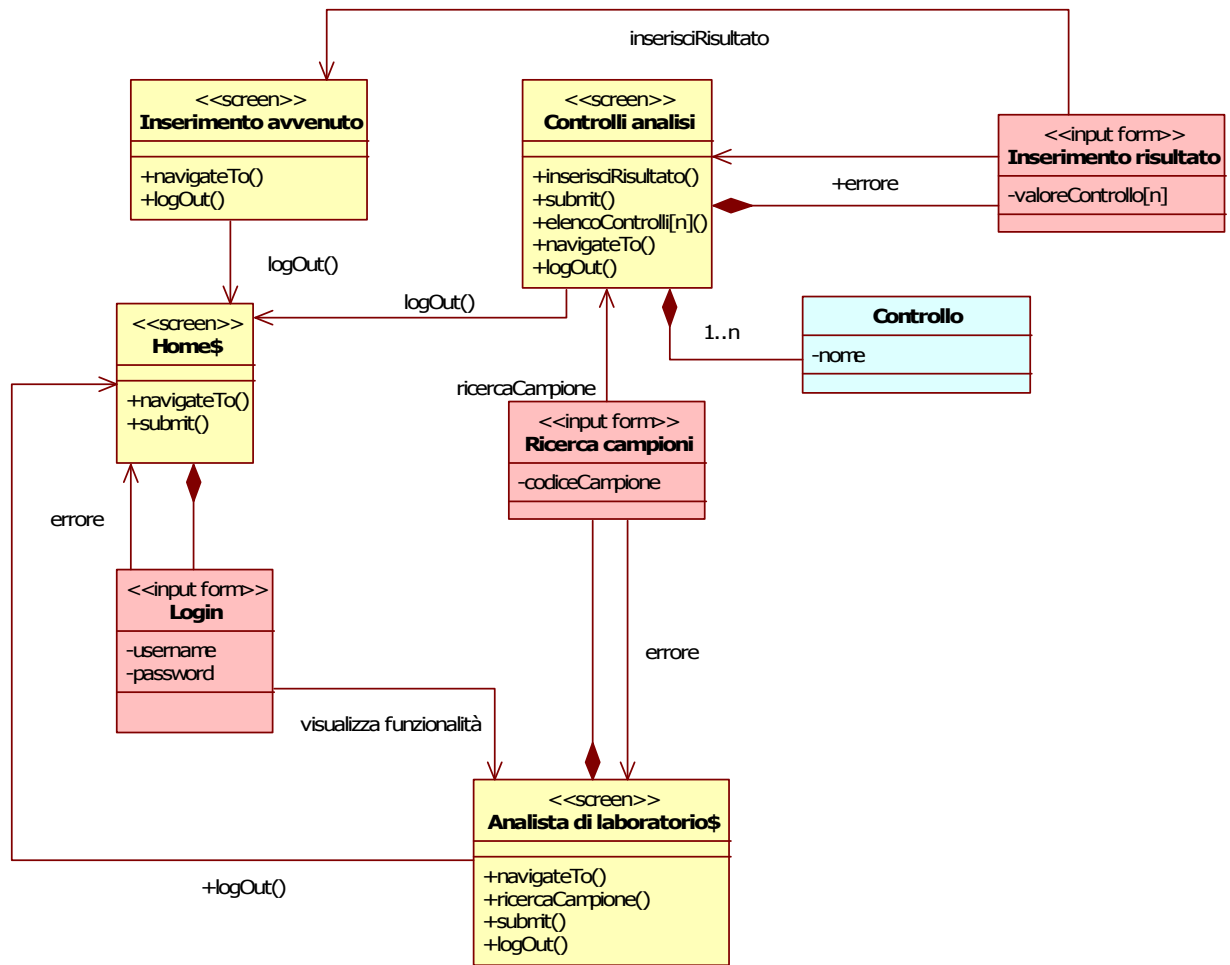 inserisciRisultato
<<screen>>
Inserimento avvenuto
+navigateTo()
+logOut()
<<screen>>
Controlli analisi
+inserisciRisultato()
+submit()
+elencoControlli[n]()
+navigateTo()
+logOut()
<<input form>>
Inserimento risultato
-valoreControllo[n]
+errore
logOut()
logOut()
<<screen>>
Home$
+navigateTo()
+submit()
1..n
Controllo
-nome
ricercaCampione
<<input form>>
Ricerca campioni
-codiceCampione
errore
<<input form>>
Login
-username
-password
errore
visualizza funzionalità
<<screen>>
Analista di laboratorio$
+navigateTo()
+ricercaCampione()
+submit()
+logOut()
+logOut()